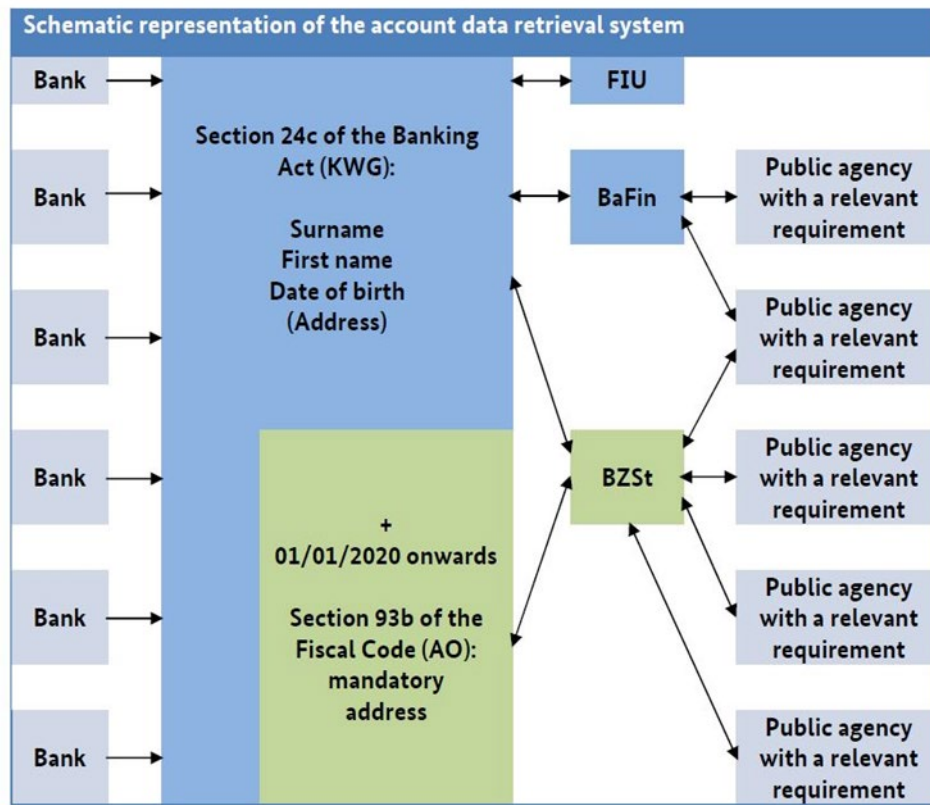 Schematic representation of the account data retrieval system
Bank
Bank
Bank
Bank
Bank
Bank
Section 24c of the Banking
Act (KWG):
Surname
First name
Date of birth
(Address)
+
01/01/2020 onwards
Section 93b of the
Fiscal Code (AO):
mandatory
address
FIU
BaFin
BZSt
Public agency
with a relevant
requirement
Public agency
with a relevant
requirement
Public agency
with a relevant
requirement
Public agency
with a relevant
requirement
Public agency
with a relevant
requirement